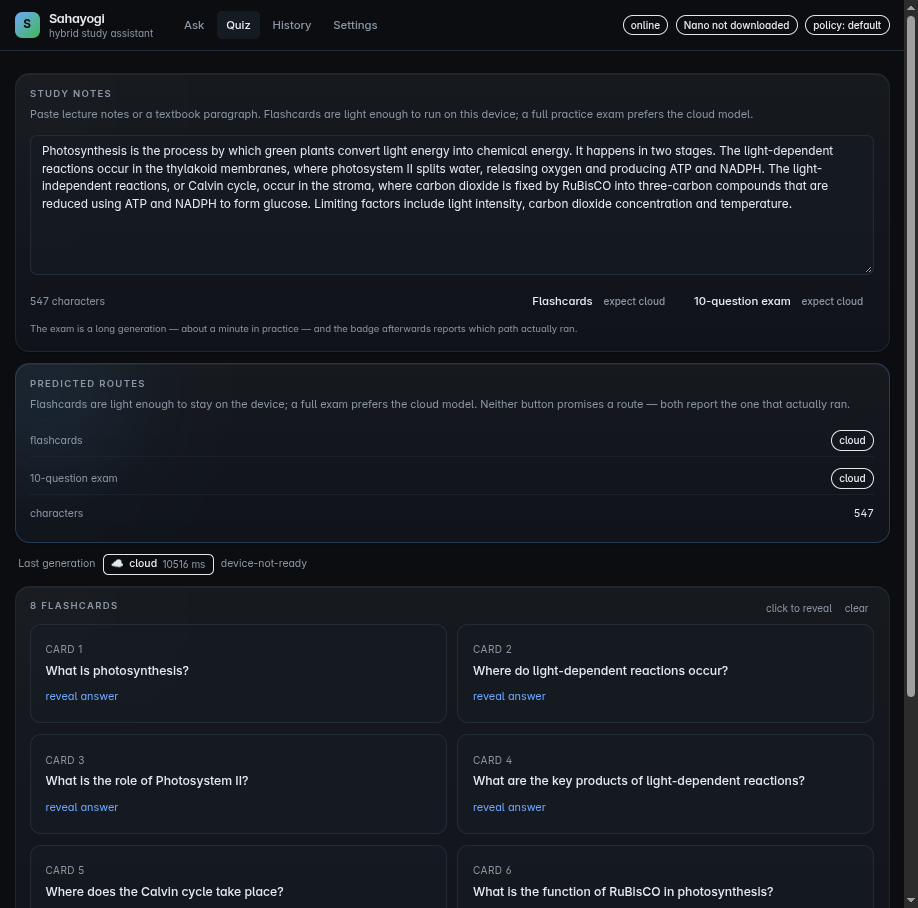 S
Sahayogi
hybrid study assistant
Ask
Quiz
History
Settings
online
Nano not downloaded
policy: default
STUDY NOTES
Paste lecture notes or a textbook paragraph. Flashcards are light enough to run on this device; a full practice exam prefers the cloud model.
Photosynthesis is the process by which green plants convert light energy into chemical energy. It happens in two stages. The light-dependent
reactions occur in the thylakoid membranes, where photosystem II splits water, releasing oxygen and producing ATP and NADPH. The light-
independent reactions, or Calvin cycle, occur in the stroma, where carbon dioxide is fixed by RuBisCO into three-carbon compounds that are
reduced using ATP and NADPH to form glucose. Limiting factors include light intensity, carbon dioxide concentration and temperature.
547 characters
Flashcards expect cloud
10-question exam expect cloud
The exam is a long generation — about a minute in practice — and the badge afterwards reports which path actually ran.
PREDICTED ROUTES
Flashcards are light enough to stay on the device; a full exam prefers the cloud model. Neither button promises a route — both report the one that actually ran.
flashcards
cloud
10-question exam
cloud
characters
547
Last generation ☁️ cloud 10516 ms device-not-ready
8 FLASHCARDS
click to reveal
clear
CARD 1
What is photosynthesis?
reveal answer
CARD 2
Where do light-dependent reactions occur?
reveal answer
CARD 3
What is the role of Photosystem II?
reveal answer
CARD 4
What are the key products of light-dependent reactions?
reveal answer
CARD 5
Where does the Calvin cycle take place?
CARD 6
What is the function of RuBisCO in photosynthesis?